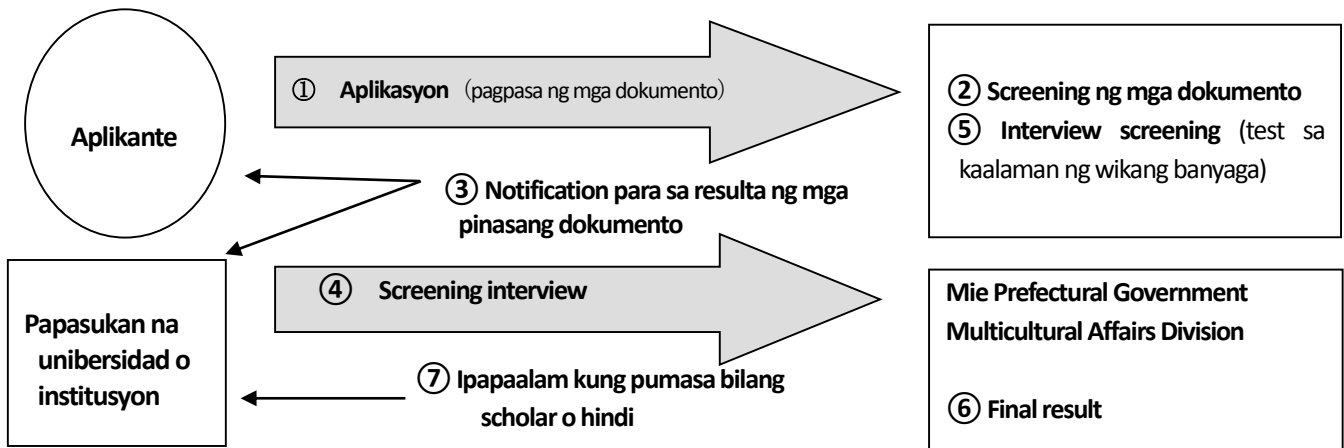 Aplikante
① Aplikasyon (pagpasa ng mga dokumento)
② Screening ng mga dokumento
⑤ Interview screening (test sa
kaalaman ng wikang banyaga)
③ Notification para sa resulta ng mga
pinasang dokumento
Papasukan na
unibersidad o
institusyon
④ Screening interview
⑦ Ipapaalam kung pumasa bilang
scholar o hindi
Mie Prefectural Government
Multicultural Affairs Division
⑥ Final result